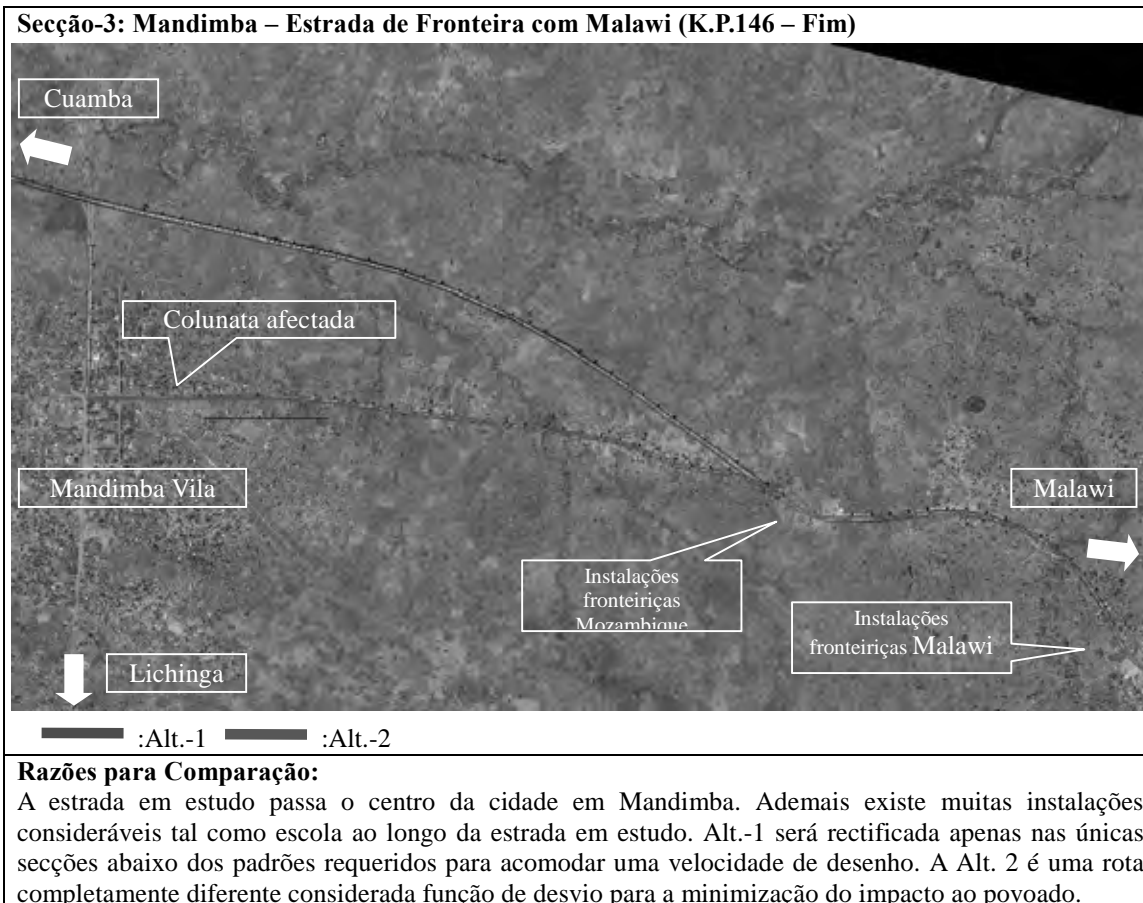 Secção-3: Mandimba – Estrada de Fronteira com Malawi (K.P.146 – Fim)
Cuamba
Colunata afectada
Mandimba Vila
Malawi
Instalações
fronteiriças
Mozambique
Instalações
fronteiriças Malawi
Lichinga
:Alt.-1 :Alt.-2
Razões para Comparação:
A estrada em estudo passa o centro da cidade em Mandimba. Ademais existe muitas instalações
consideráveis tal como escola ao longo da estrada em estudo. Alt.-1 será rectificada apenas nas únicas
secções abaixo dos padrões requeridos para acomodar uma velocidade de desenho. A Alt. 2 é uma rota
completamente diferente considerada função de desvio para a minimização do impacto ao povoado.